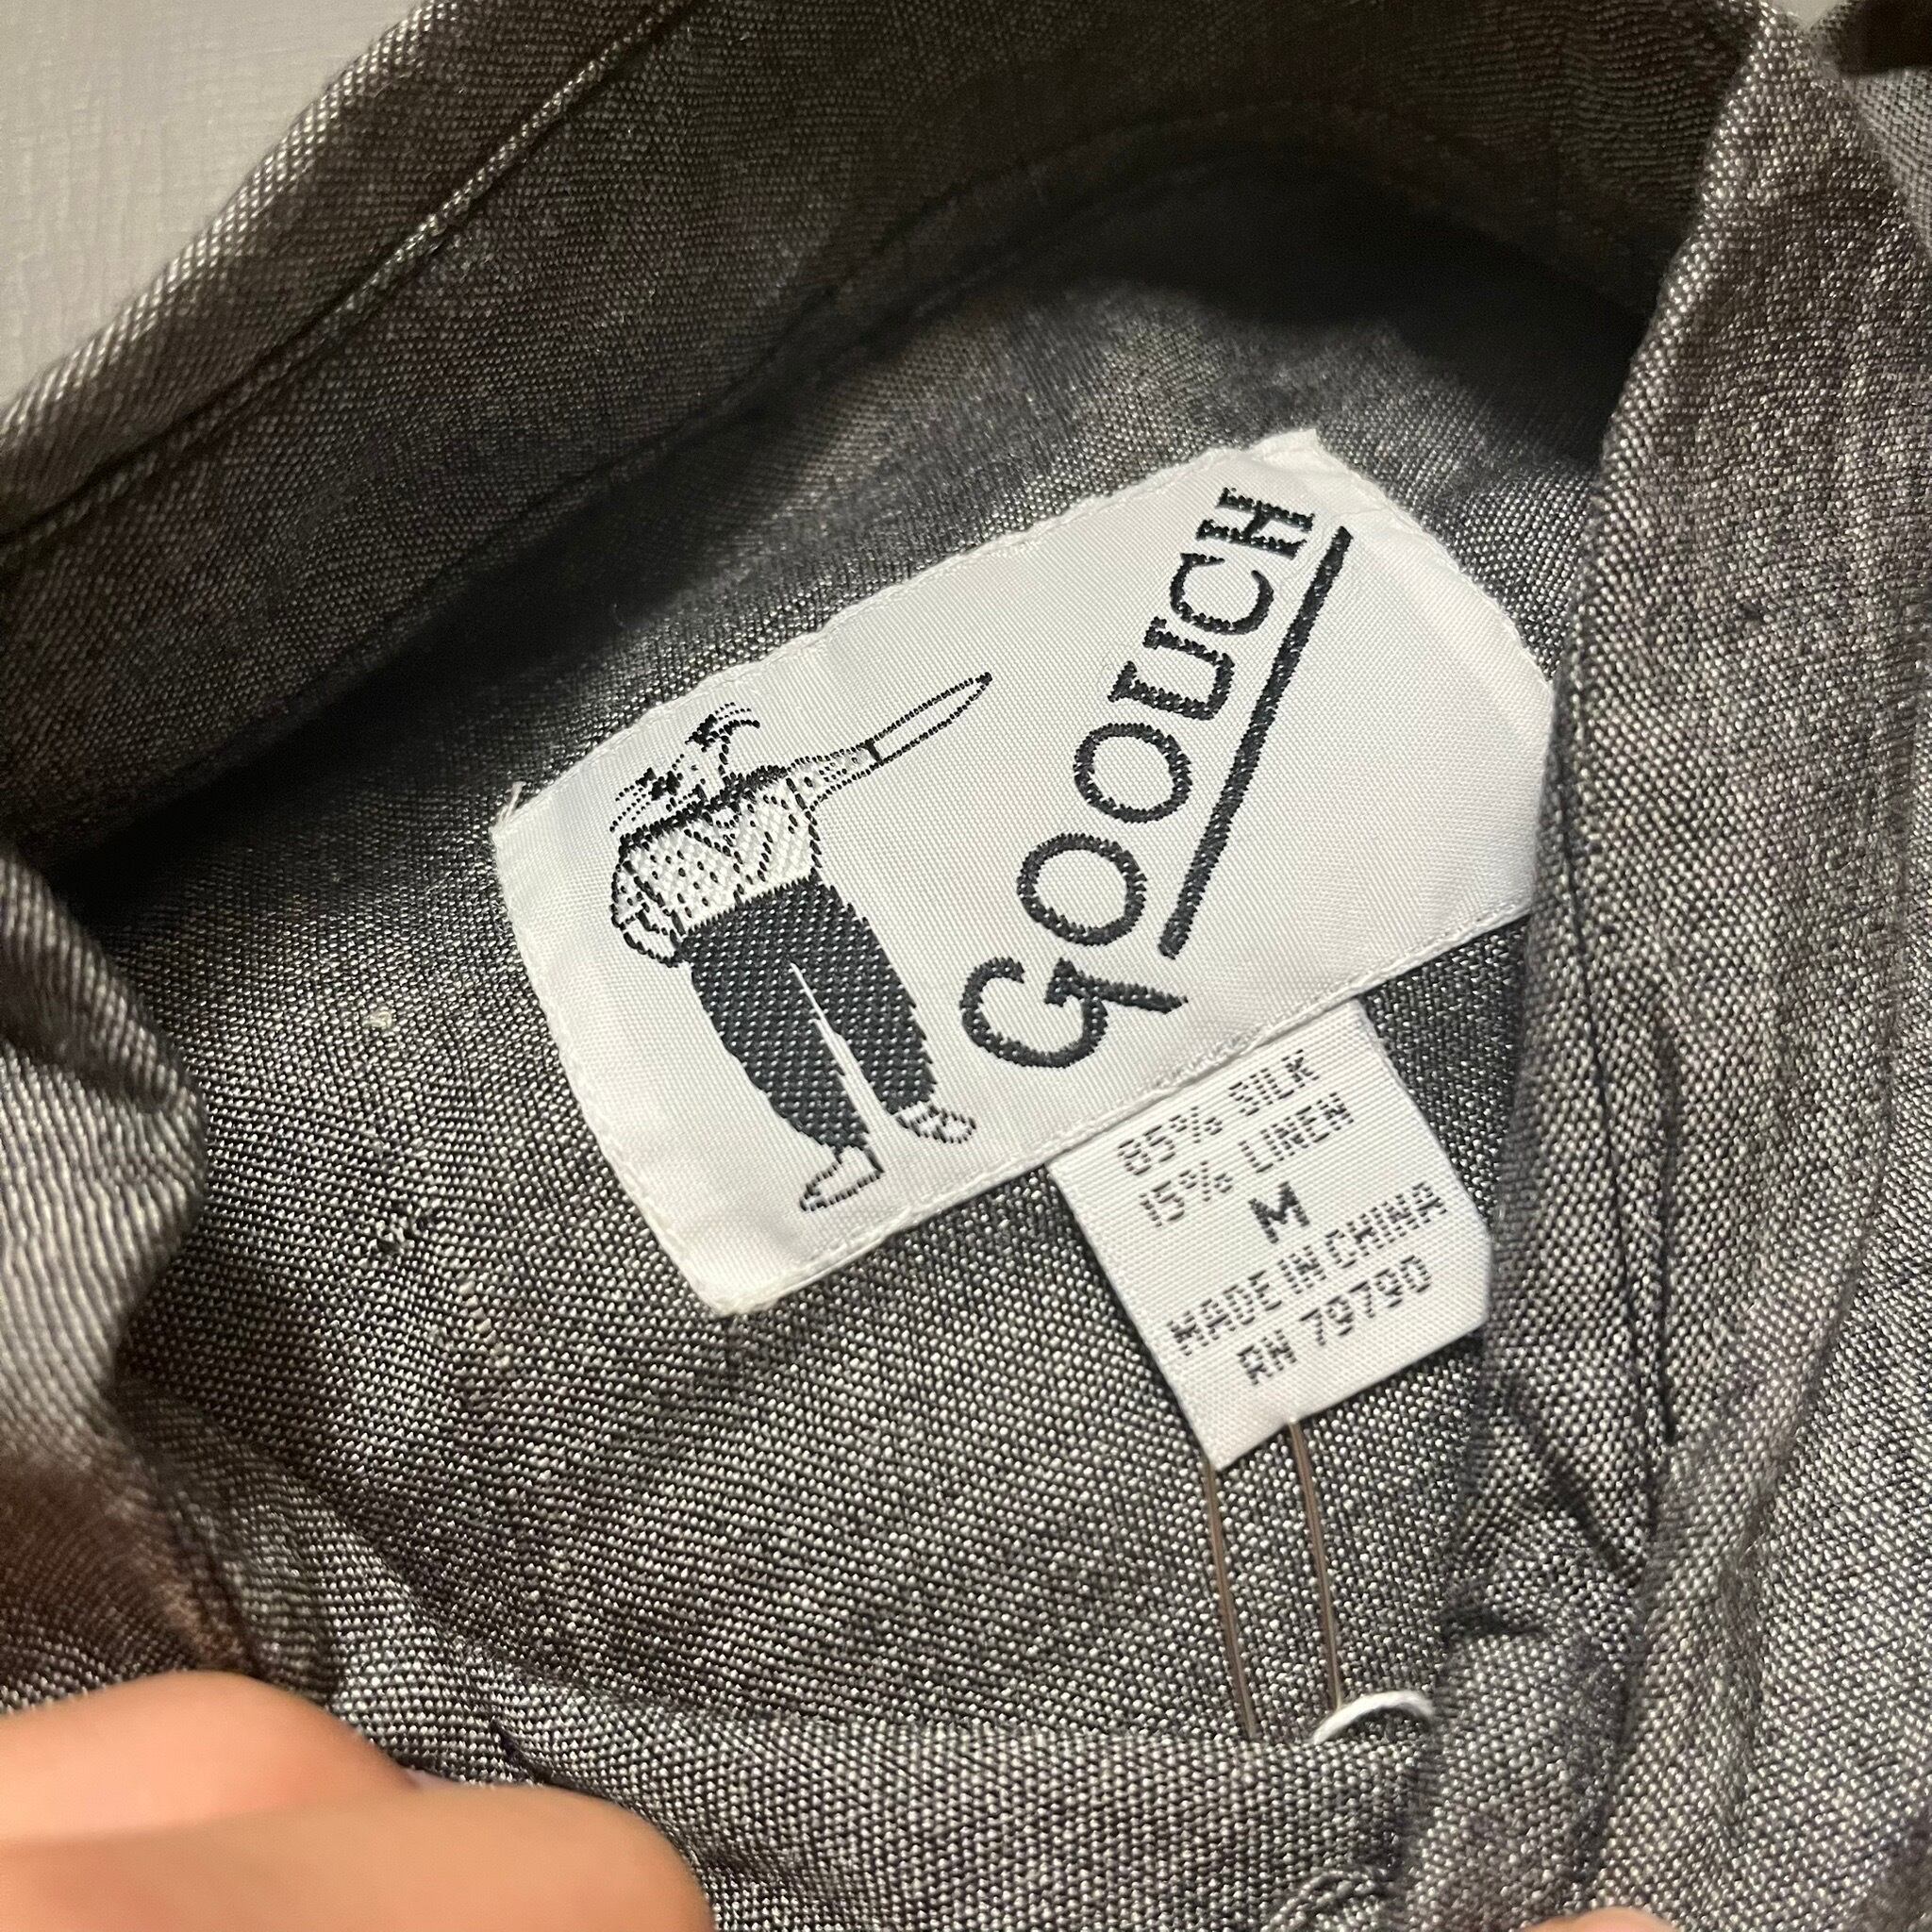 GOOUCH
85% SILK
15% LINEN
M
MADE IN CHINA
RN 79790